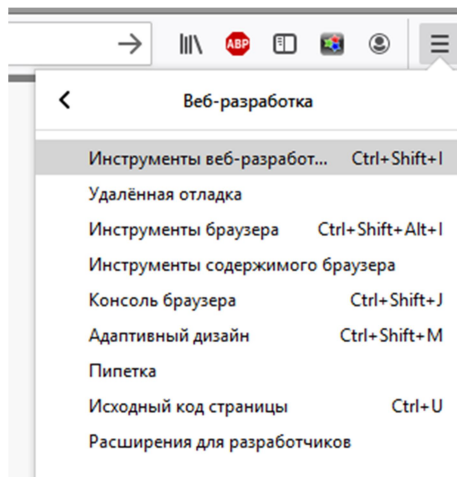 ABP
Веб-разработка
Инструменты веб-разработ... Ctrl+Shift+I
Удалённая отладка
Инструменты браузера Ctrl+Shift+Alt+I
Инструменты содержимого браузера
Консоль браузера Ctrl+Shift+J
Адаптивный дизайн Ctrl+Shift+M
Пипетка
Исходный код страницы Ctrl+U
Расширения для разработчиков